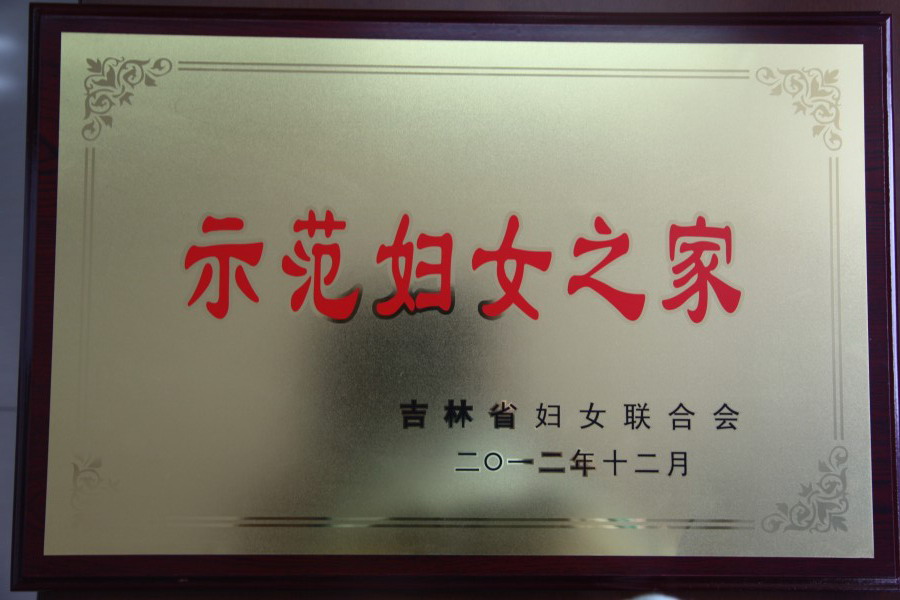 示范妇女之家
吉林省妇女联合会
二〇一二年十二月